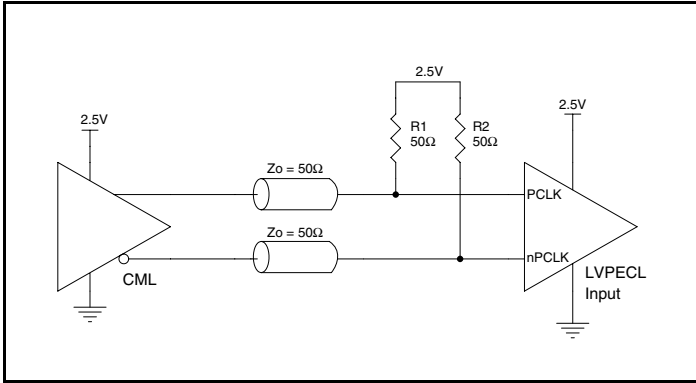 2.5V
2.5V
2.5V
R1
50Ω
R2
50Ω
Zo = 50Ω
PCLK
Zo = 50Ω
nPCLK
CML
LVPECL
Input